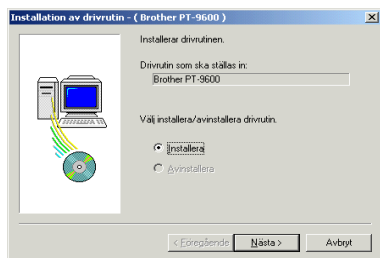 Installation av drivrutin - ( Brother PT-9600 )
Installerar drivrutinen.
Drivrutin som ska ställas in:
Brother PT-9600
Välj installera/avinstallera drivrutin.
Installera
Avinstallera
< Föregående
Nästa >
Avbryt